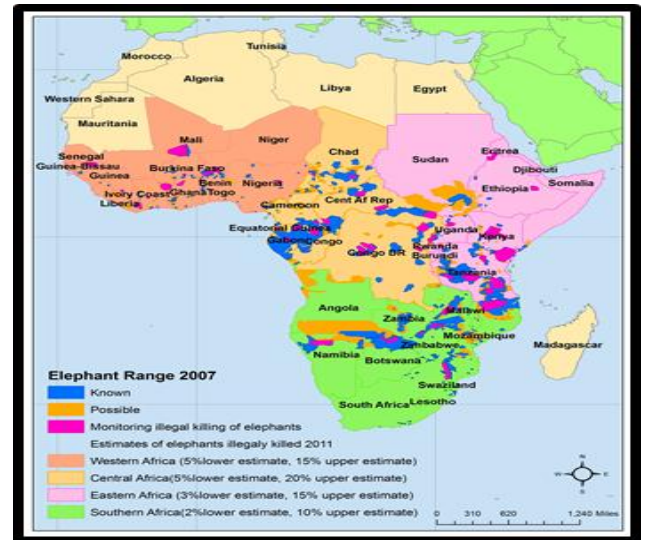 Tunisia
Morocco
Algeria
Libya
Egypt
Western Sahara
Mauritania
Mali
Niger
Chad
Sudan
Eritrea
Senegal
Guinea-Bissau
Guinea
Burkina Faso
Djibouti
Benin
Nigeria
Ethiopia
Somalia
Ivory Coast
Ghana
Togo
Cent Af Rep
Liberia
Cameroon
Equatorial Guinea
Uganda
Kenya
Gabon
Congo
Congo DR
Rwanda
Burundi
Tanzania
Angola
Malawi
Zambia
Mozambique
Zimbabwe
Madagascar
Namibia
Botswana
Swaziland
South Africa
Lesotho
Elephant Range 2007
Known
Possible
Monitoring illegal killing of elephants
Estimates of elephants illegaly killed 2011
Western Africa (5%lower estimate, 15% upper estimate)
Central Africa(5%lower estimate, 20% upper estimate)
Eastern Africa (3%lower estimate, 15% upper estimate)
Southern Africa(2%lower estimate, 10% upper estimate)
N
W
E
S
0 310 620 1,240 Miles